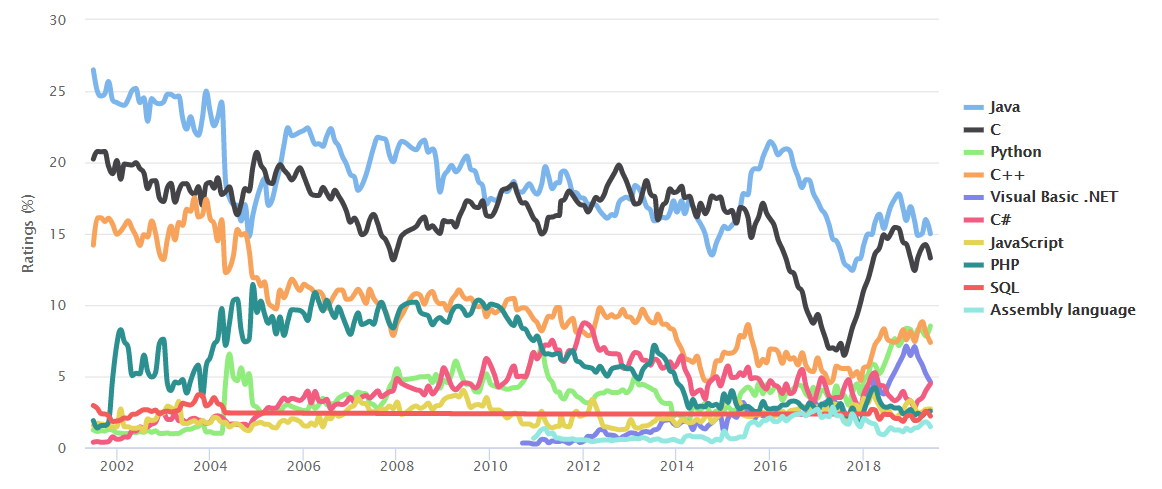 30
25
20
15
10
5
0
Ratings (%)
2002
2004
2006
2008
2010
2012
2014
2016
2018
Java
C
Python
C++
Visual Basic .NET
C#
JavaScript
PHP
SQL
Assembly language